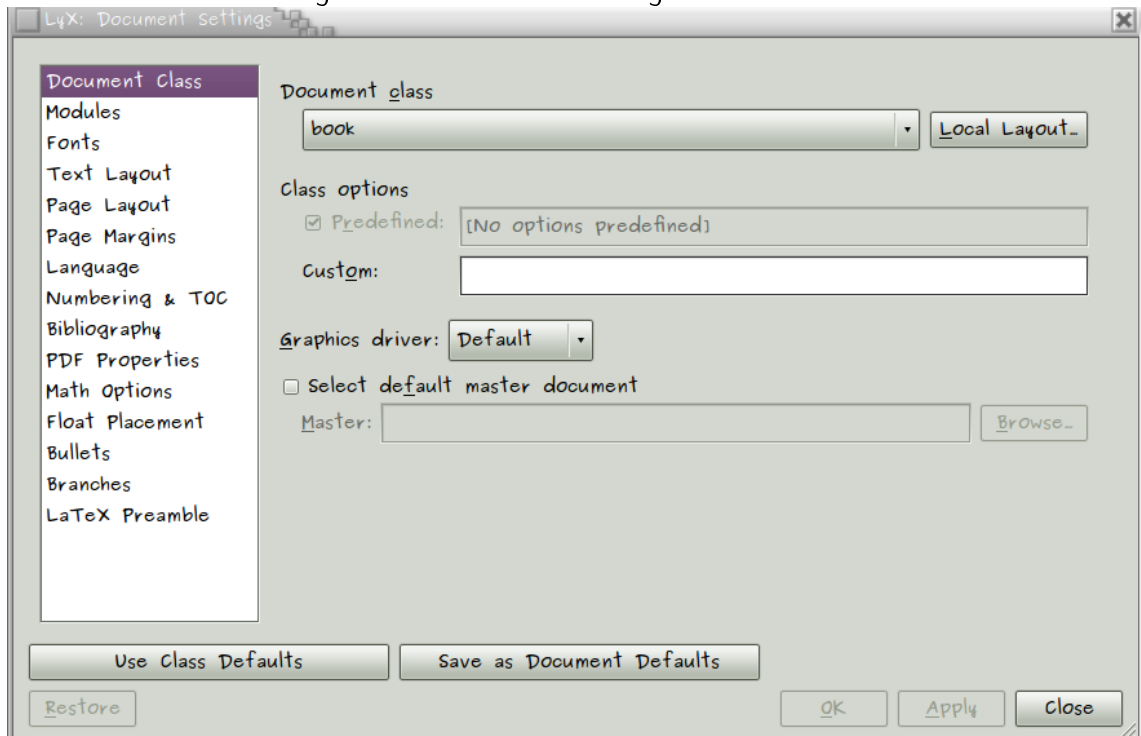 LyX: Document Settings
Document Class
Modules
Fonts
Text Layout
Page Layout
Page Margins
Language
Numbering & TOC
Bibliography
PDF Properties
Math Options
Float Placement
Bullets
Branches
LaTeX Preamble
Document class
book
Local Layout…
Class options
Predefined: [No options predefined]
Custom:
Graphics driver: Default
Select default master document
Master: Browse…
Use Class Defaults Save as Document Defaults
Restore OK Apply Close